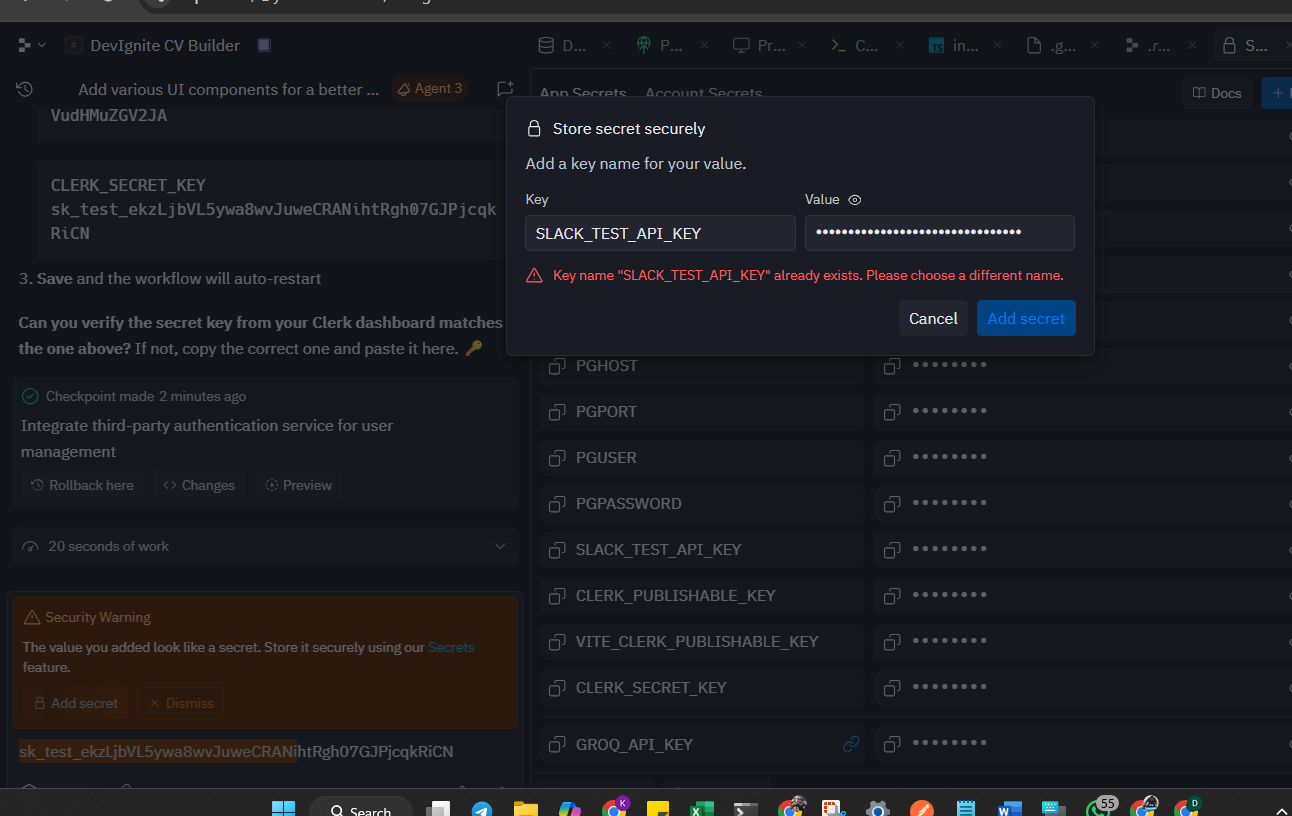 DevIgnite CV Builder
D...
P...
Pr...
C...
in...
.g...
.r...
S...
Add various UI components for a better ...
Agent 3
App Secrets
Account Secrets
Docs
VudHMuZGV2JA
CLERK_SECRET_KEY
sk_test_ekzLjbVL5ywa8wvJuweCRANihtRgh07GJPjcqk
RiCN
3. Save and the workflow will auto-restart
Can you verify the secret key from your Clerk dashboard matches
the one above? If not, copy the correct one and paste it here. 🔑
Checkpoint made 2 minutes ago
Integrate third-party authentication service for user
management
Rollback here
Changes
Preview
20 seconds of work
Security Warning
The value you added look like a secret. Store it securely using our Secrets
feature.
Add secret
Dismiss
sk_test_ekzLjbVL5ywa8wvJuweCRANihtRgh07GJPjcqkRiCN
Store secret securely
Add a key name for your value.
Key
Value
SLACK_TEST_API_KEY
••••••••••••••••••••••••••••••••
Key name "SLACK_TEST_API_KEY" already exists. Please choose a different name.
Cancel
Add secret
PGHOST
••••••••
PGPORT
••••••••
PGUSER
••••••••
PGPASSWORD
••••••••
SLACK_TEST_API_KEY
••••••••
CLERK_PUBLISHABLE_KEY
••••••••
VITE_CLERK_PUBLISHABLE_KEY
••••••••
CLERK_SECRET_KEY
••••••••
GROQ_API_KEY
••••••••
Search
K
55
D